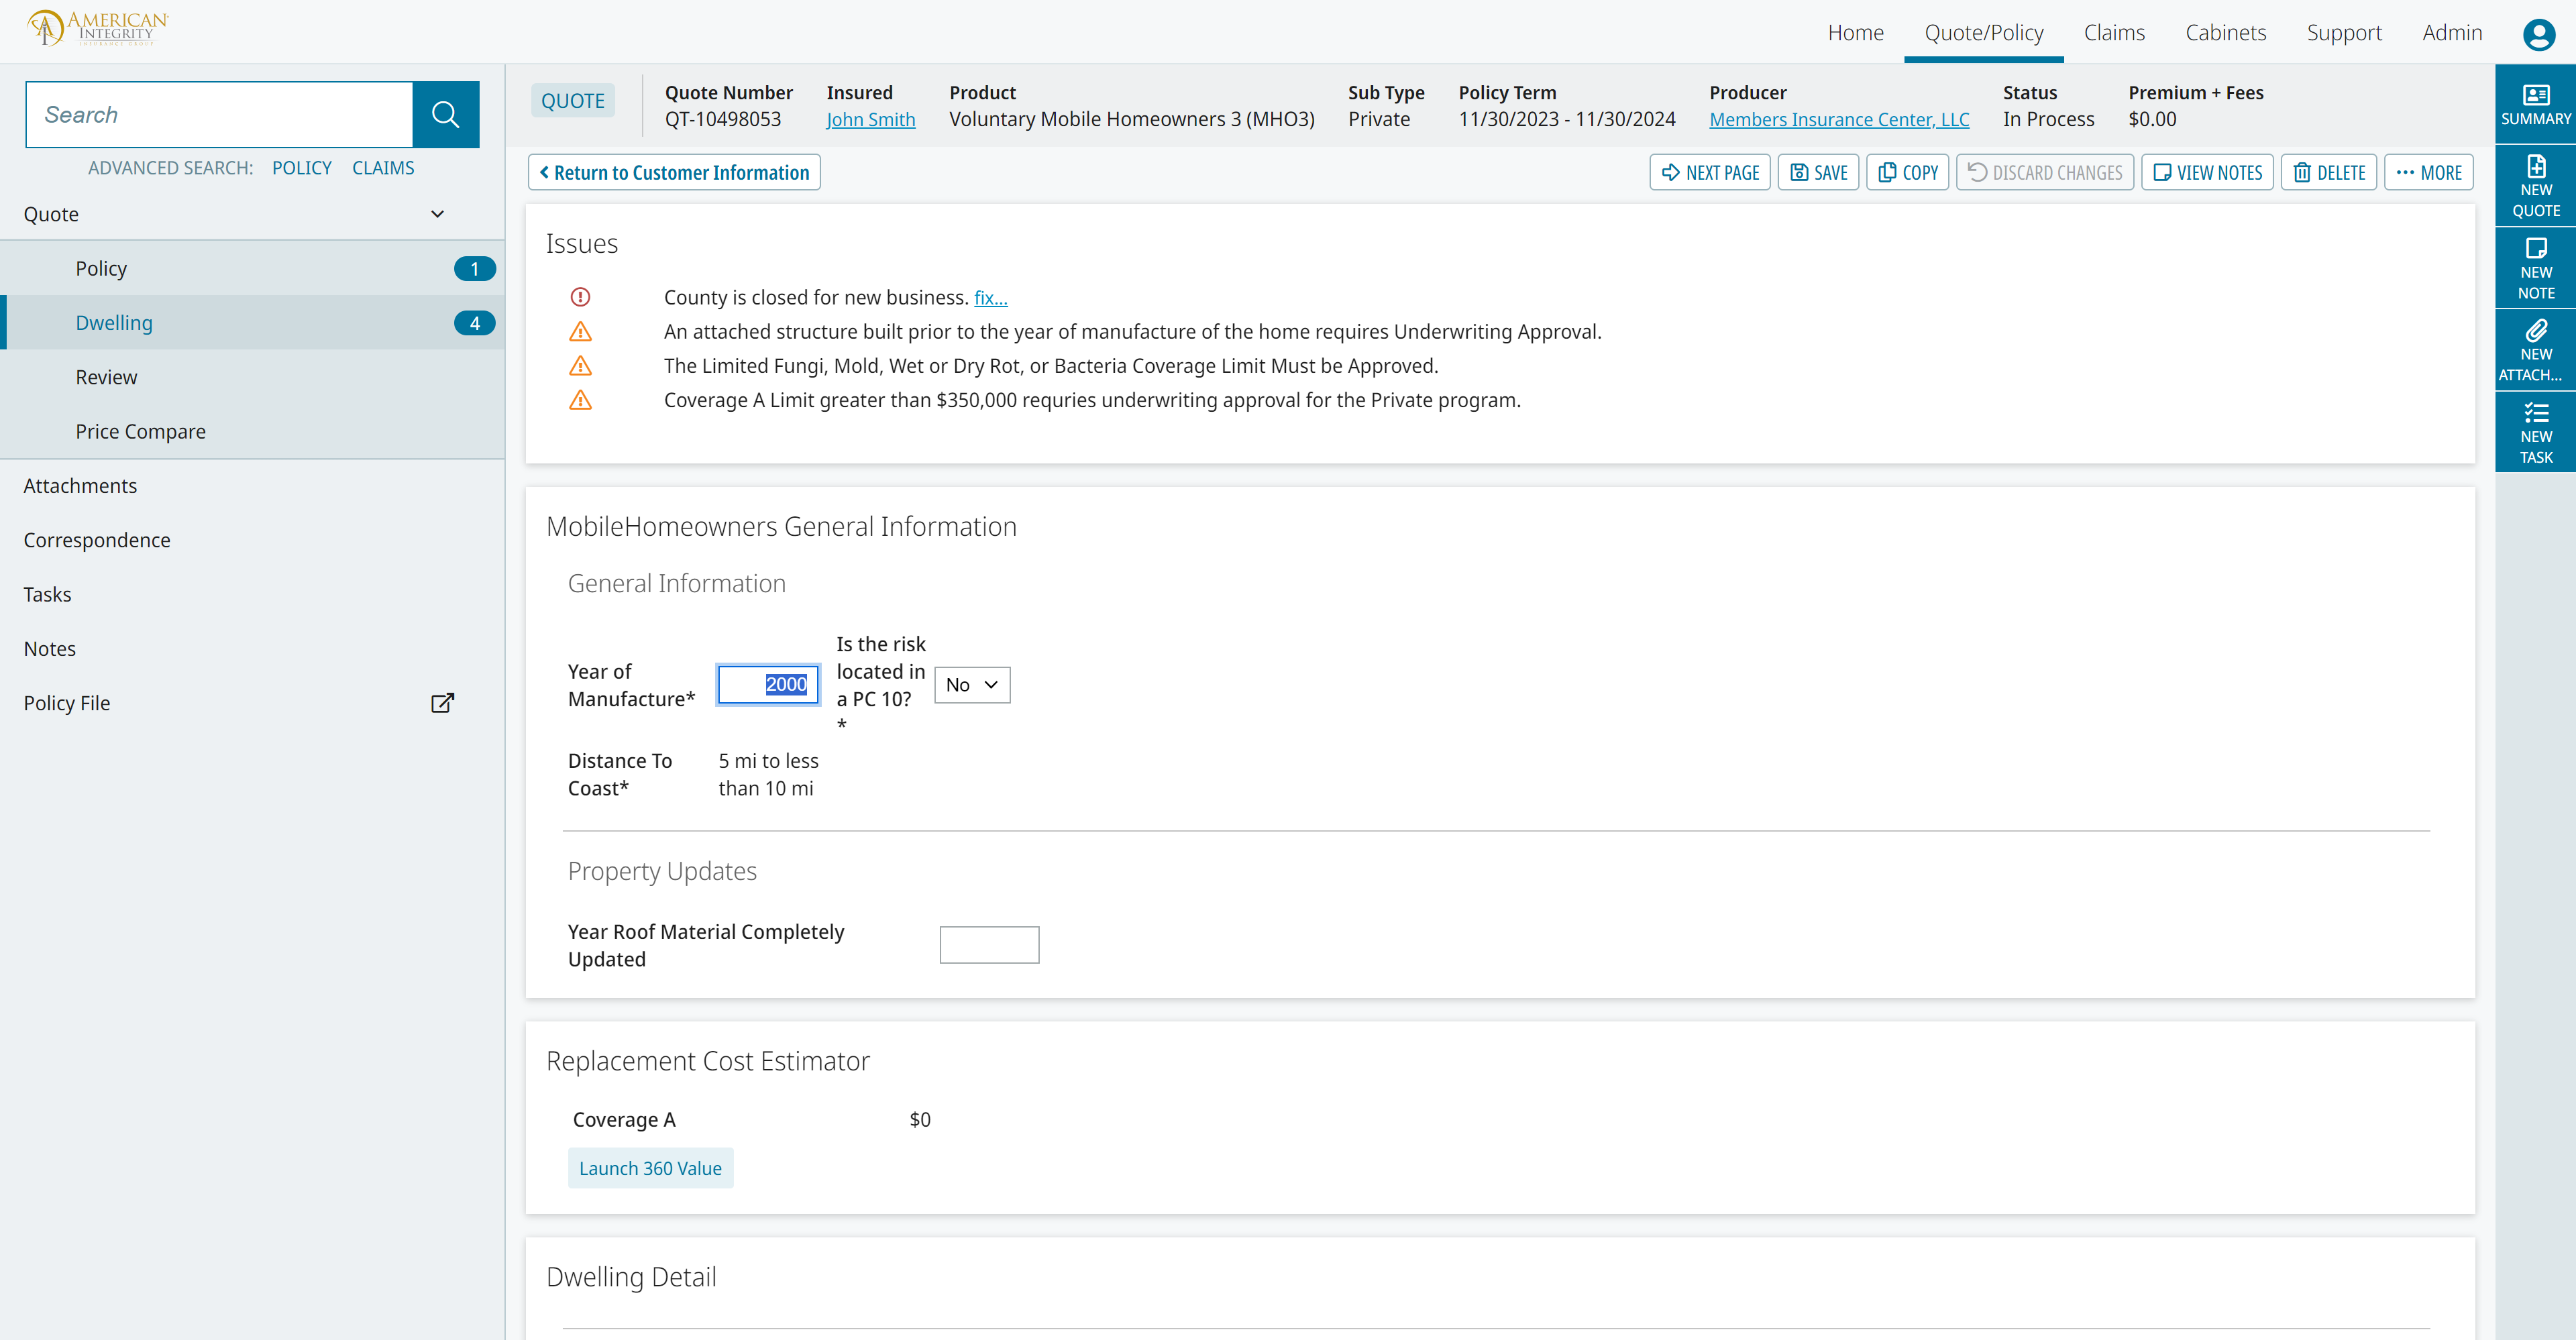 AMERICAN
INTEGRITY
INSURANCE GROUP
Home Quote/Policy Claims Cabinets Support Admin
Search
ADVANCED SEARCH: POLICY CLAIMS
Quote
Policy 1
Dwelling 4
Review
Price Compare
Attachments
Correspondence
Tasks
Notes
Policy File
QUOTE
Quote Number Insured Product Sub Type Policy Term Producer Status Premium + Fees
QT-10498053 John Smith Voluntary Mobile Homeowners 3 (MHO3) Private 11/30/2023 - 11/30/2024 Members Insurance Center, LLC In Process $0.00
Return to Customer Information
NEXT PAGE SAVE COPY DISCARD CHANGES VIEW NOTES DELETE ··· MORE
Issues
County is closed for new business. fix...
An attached structure built prior to the year of manufacture of the home requires Underwriting Approval.
The Limited Fungi, Mold, Wet or Dry Rot, or Bacteria Coverage Limit Must be Approved.
Coverage A Limit greater than $350,000 requries underwriting approval for the Private program.
MobileHomeowners General Information
General Information
Year of
Manufacture*
2000
Is the risk
located in
a PC 10?
*
No
Distance To
Coast*
5 mi to less
than 10 mi
Property Updates
Year Roof Material Completely
Updated
Replacement Cost Estimator
Coverage A $0
Launch 360 Value
Dwelling Detail
SUMMARY
NEW
QUOTE
NEW
NOTE
NEW
ATTACH...
NEW
TASK